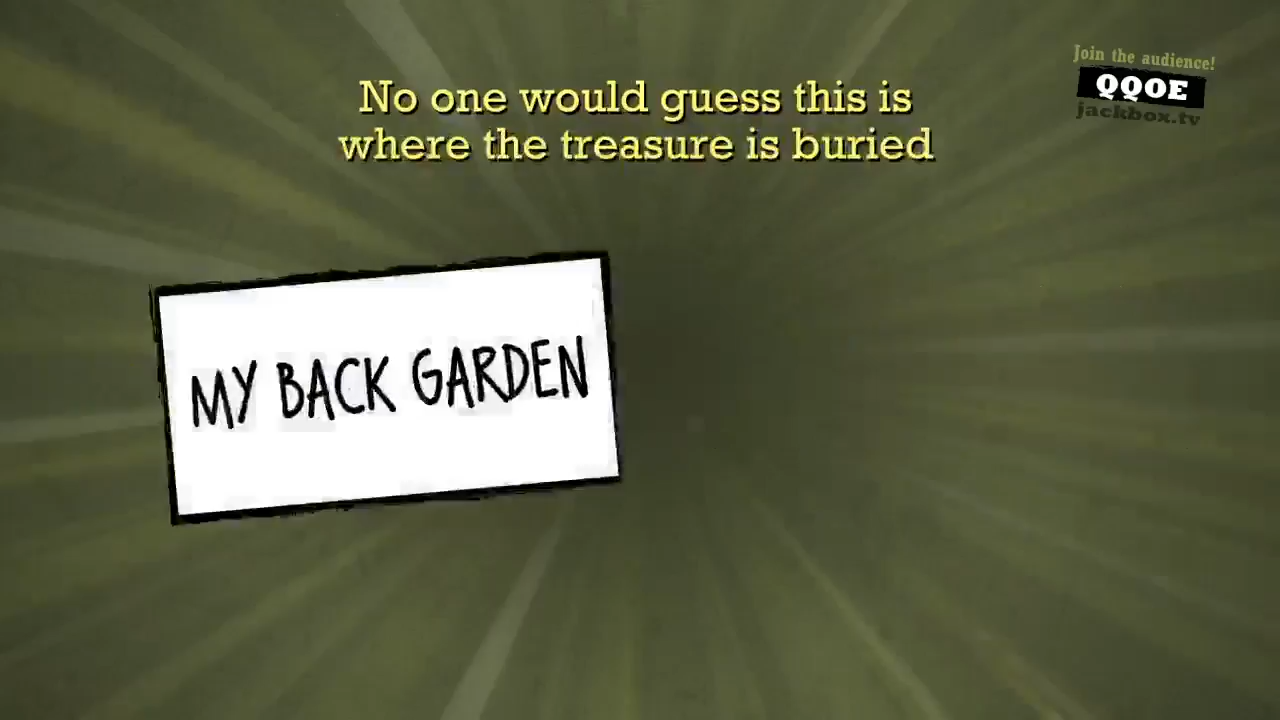 Join the audience!
QQOE
jackbox.tv
No one would guess this is
where the treasure is buried
MY BACK GARDEN